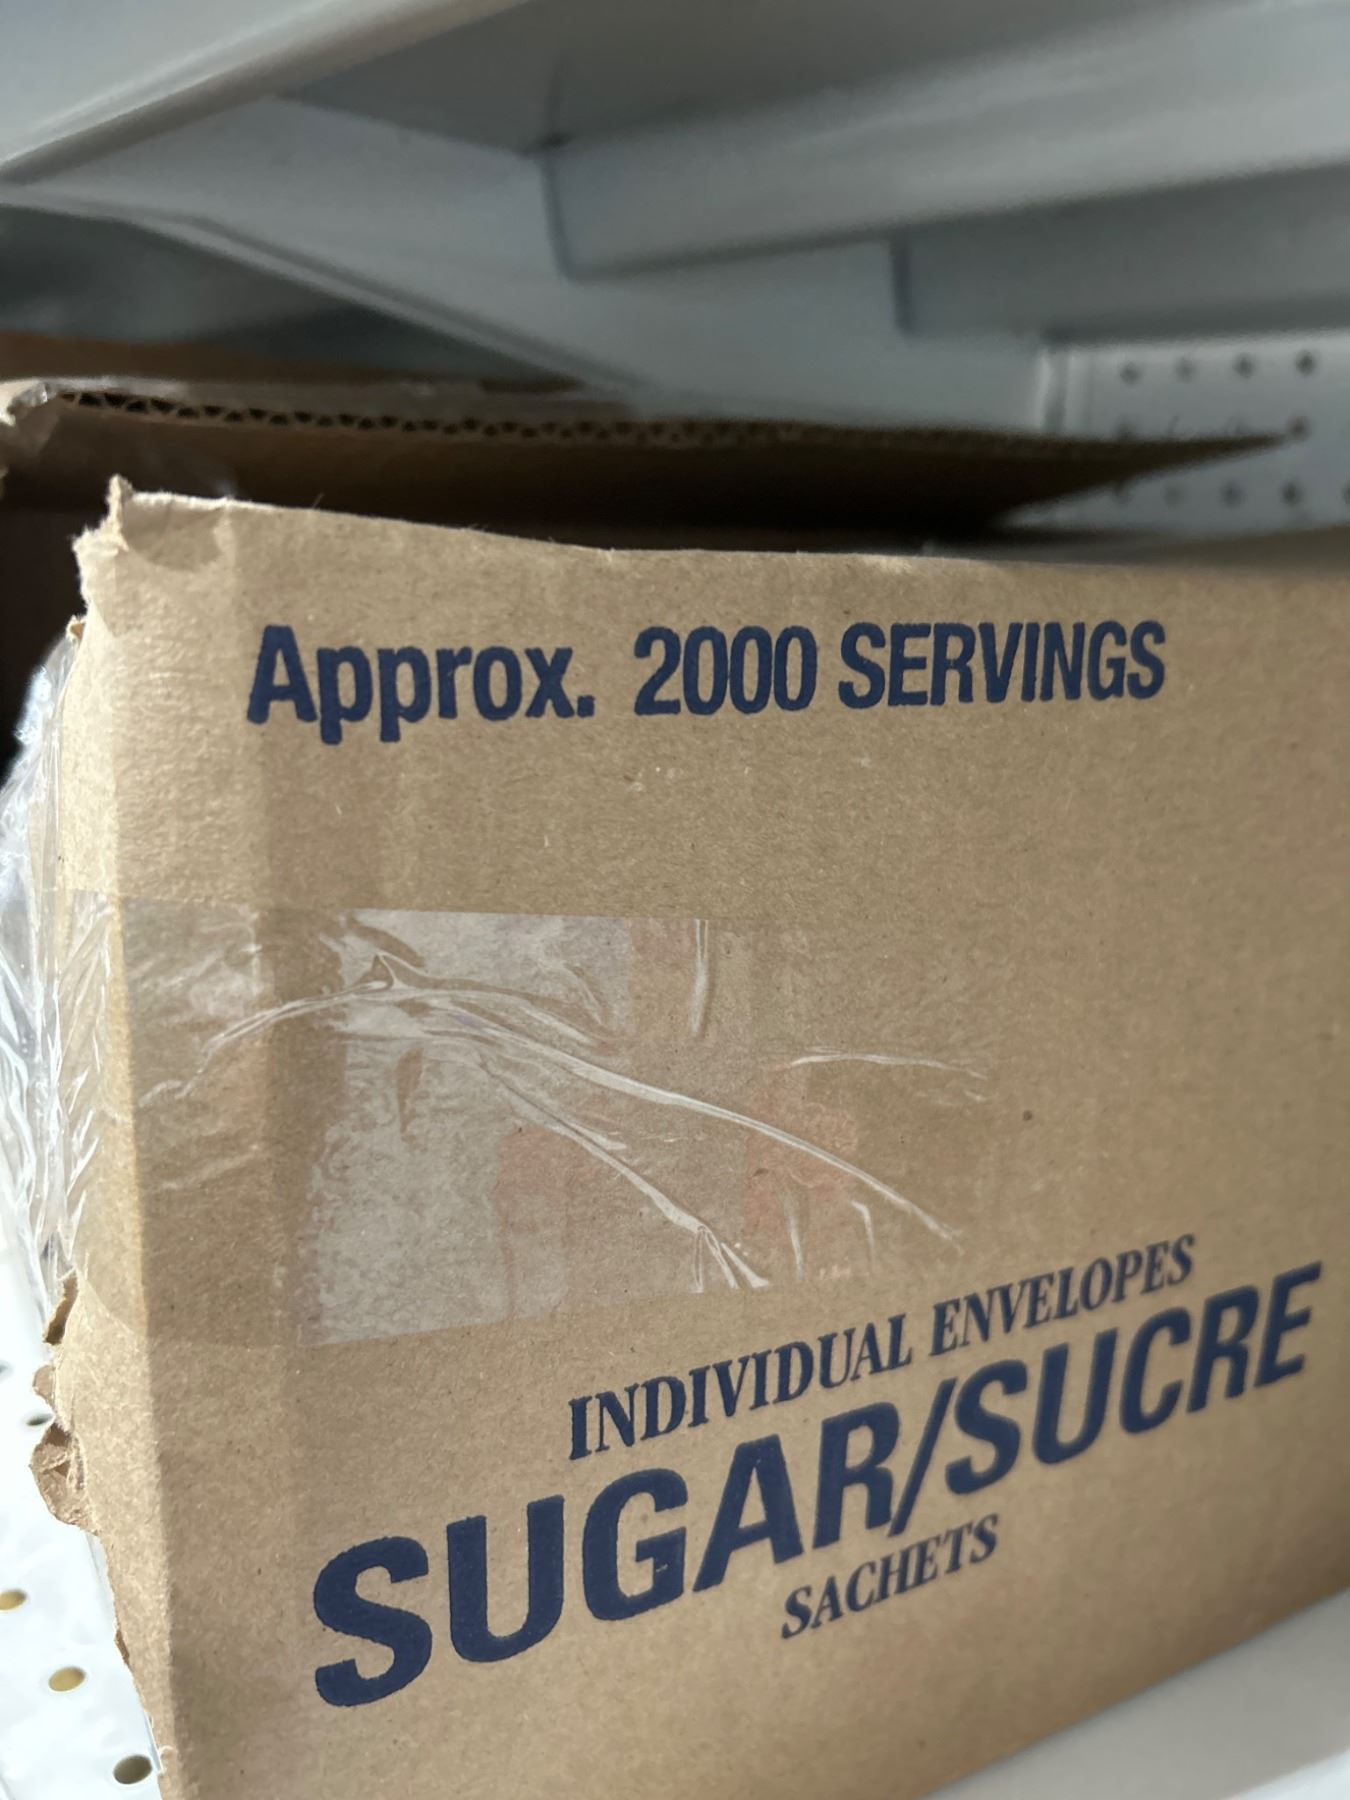 Approx. 2000 SERVINGS
INDIVIDUAL ENVELOPES
SUGAR/SUCRE
SACHETS